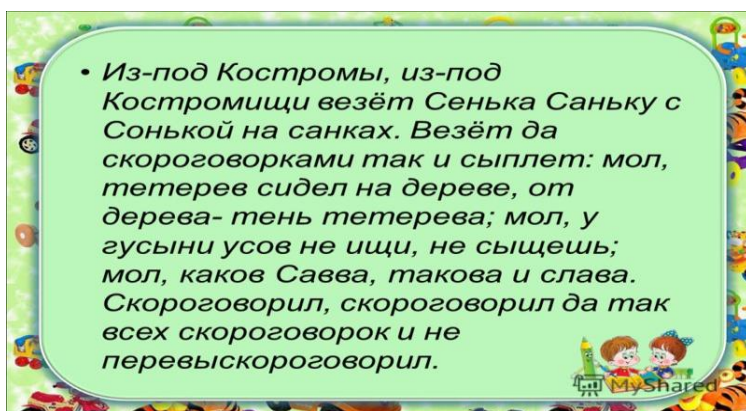 • Из-под Костромы, из-под
Костромищи везёт Сенька Саньку с
Сонькой на санках. Везёт да
скороговорками так и сыплет: мол,
тетерев сидел на дереве, от
дерева- тень тетерева; мол, у
гусыни усов не ищи, не сыщешь;
мол, каков Савва, такова и слава.
Скороговорил, скороговорил да так
всех скороговорок и не
перевыскороговорил.
MyShared